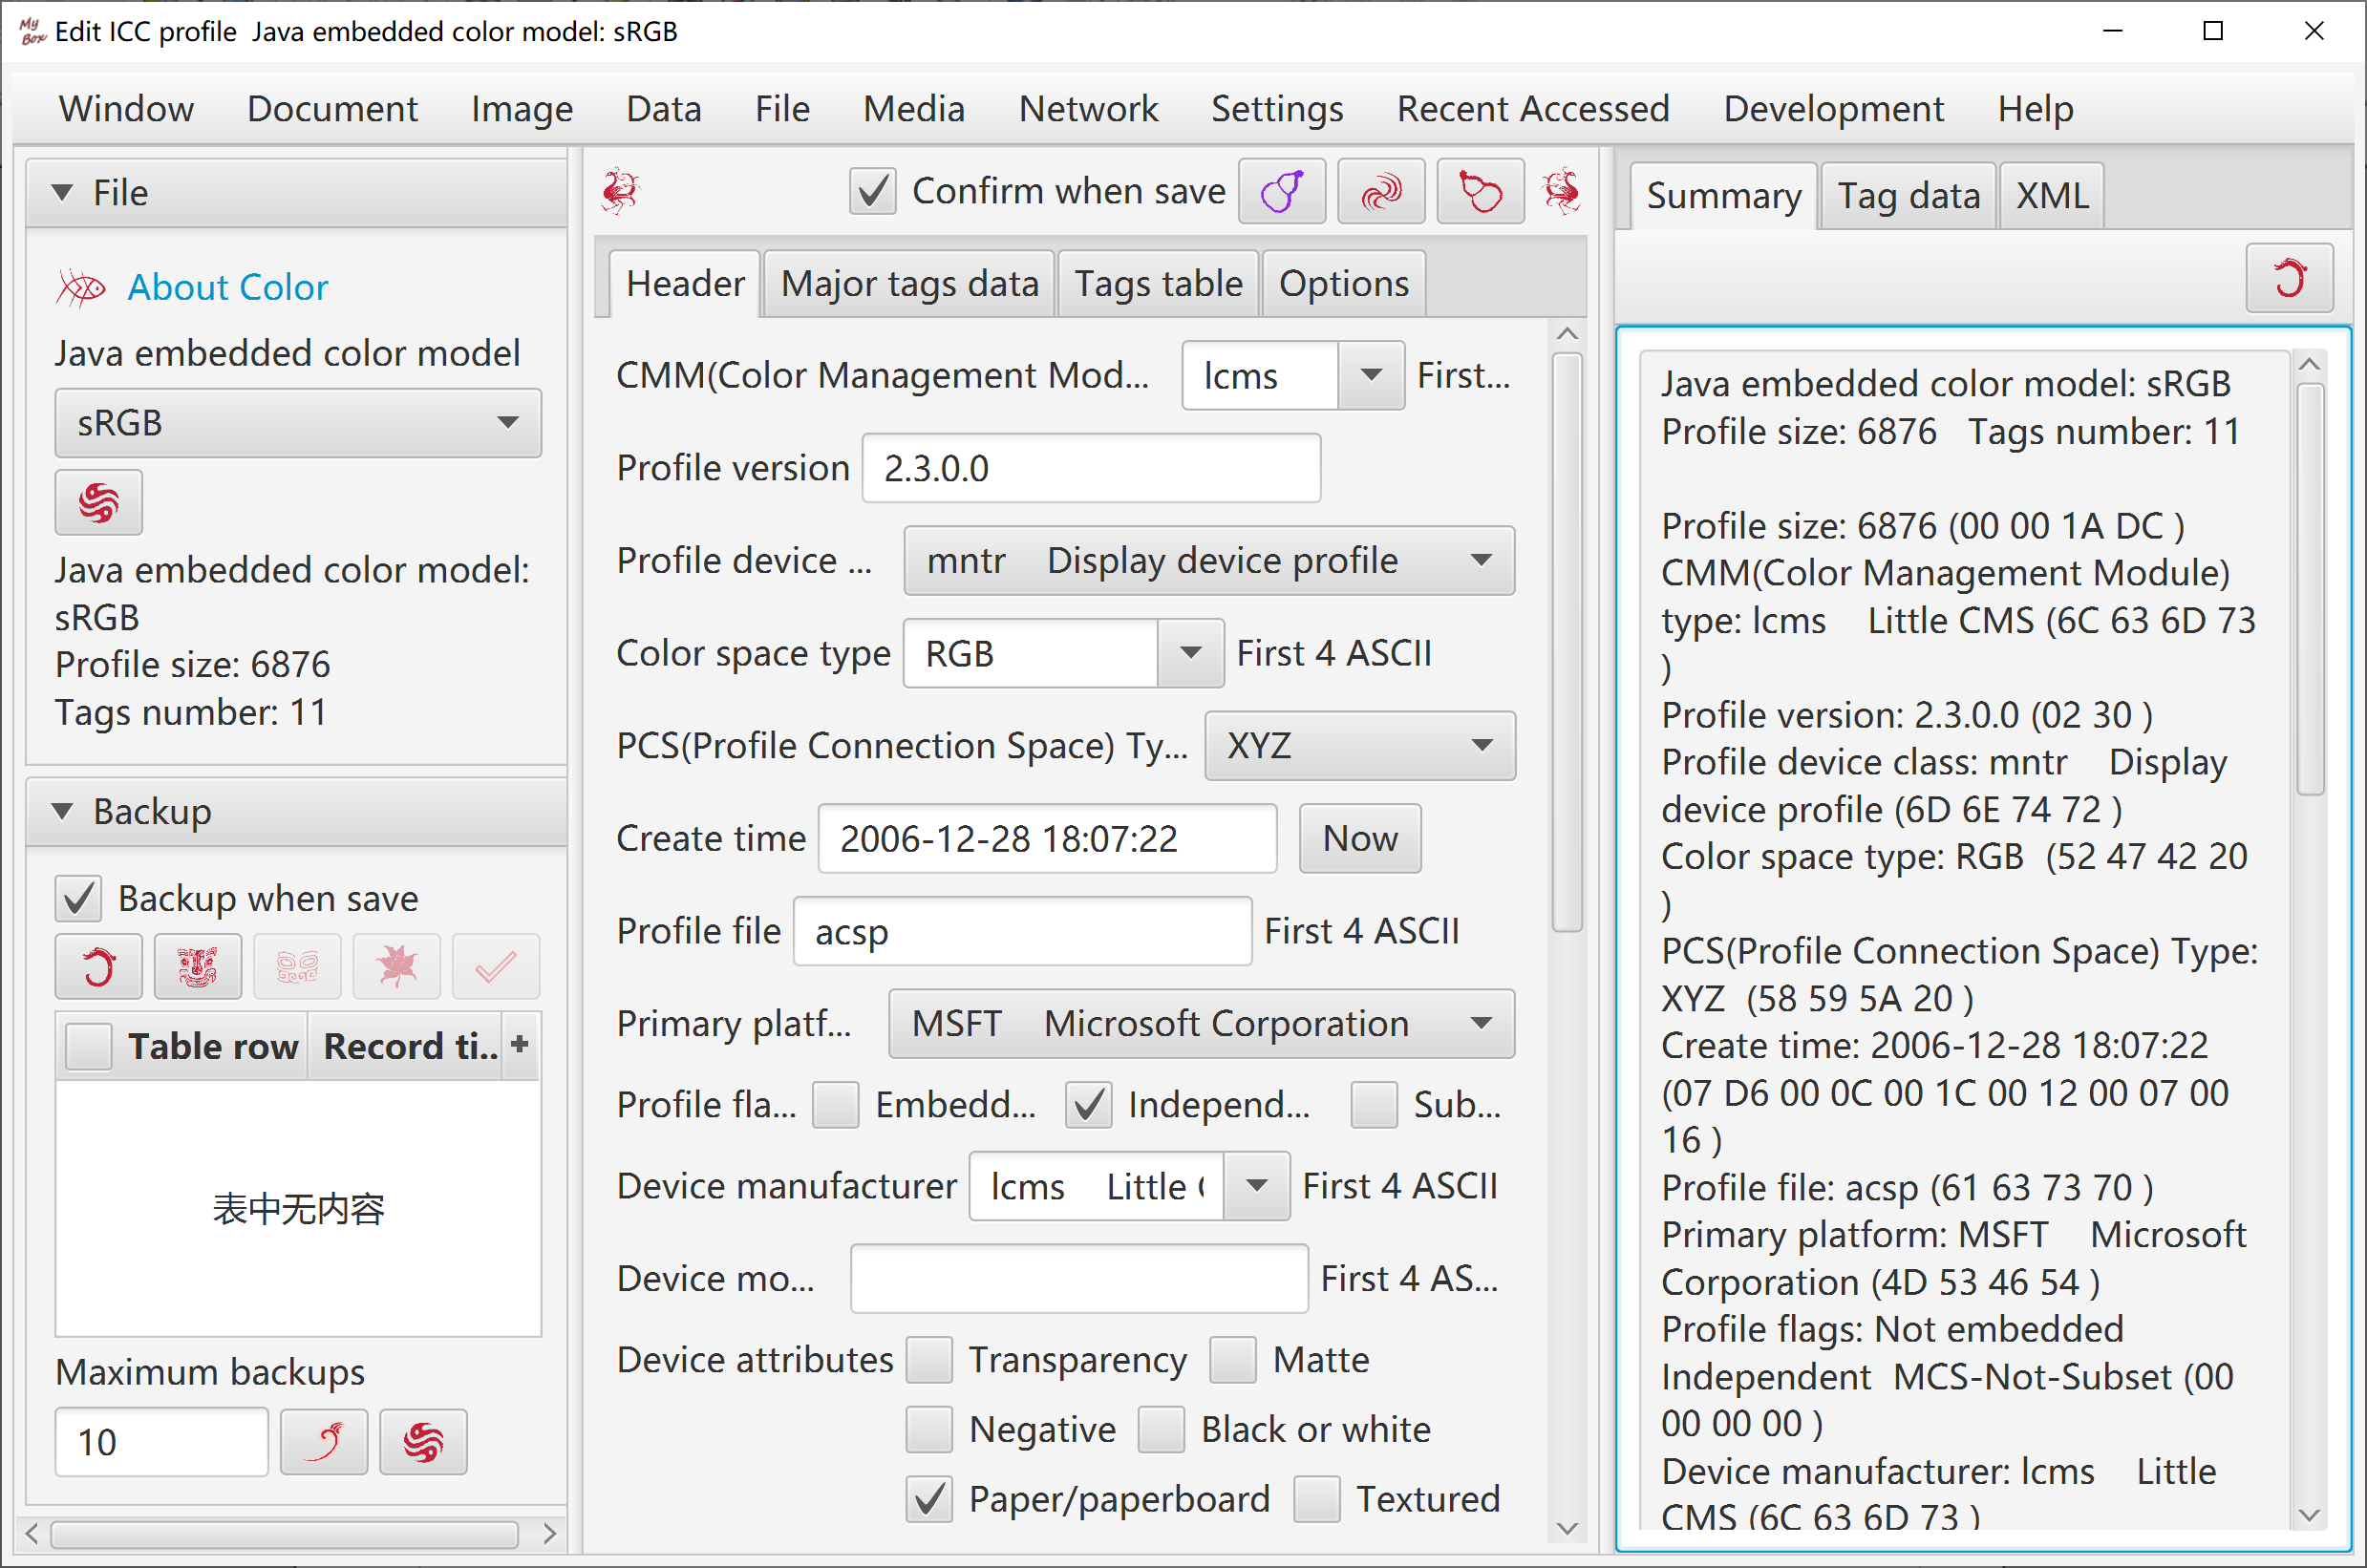 My Box Edit ICC profile  Java embedded color model: sRGB
Window Document Image Data File Media Network Settings Recent Accessed Development Help
File
About Color
Java embedded color model
sRGB
Java embedded color model:
sRGB
Profile size: 6876
Tags number: 11
Backup
Backup when save
Table row Record ti..
表中无内容
Maximum backups
10
Confirm when save
Header Major tags data Tags table Options
CMM(Color Management Mod... lcms First...
Profile version 2.3.0.0
Profile device ... mntr Display device profile
Color space type RGB First 4 ASCII
PCS(Profile Connection Space) Ty... XYZ
Create time 2006-12-28 18:07:22 Now
Profile file acsp First 4 ASCII
Primary platf... MSFT Microsoft Corporation
Profile fla... Embedd... Independ... Sub...
Device manufacturer lcms Little First 4 ASCII
Device mo... First 4 AS...
Device attributes Transparency Matte
Negative Black or white
Paper/paperboard Textured
Summary Tag data XML
Java embedded color model: sRGB
Profile size: 6876 Tags number: 11
Profile size: 6876 (00 00 1A DC )
CMM(Color Management Module)
type: lcms Little CMS (6C 63 6D 73
)
Profile version: 2.3.0.0 (02 30 )
Profile device class: mntr Display
device profile (6D 6E 74 72 )
Color space type: RGB (52 47 42 20
)
PCS(Profile Connection Space) Type:
XYZ (58 59 5A 20 )
Create time: 2006-12-28 18:07:22
(07 D6 00 0C 00 1C 00 12 00 07 00
16 )
Profile file: acsp (61 63 73 70 )
Primary platform: MSFT Microsoft
Corporation (4D 53 46 54 )
Profile flags: Not embedded
Independent MCS-Not-Subset (00
00 00 00 )
Device manufacturer: lcms Little
CMS (6C 63 6D 73 )